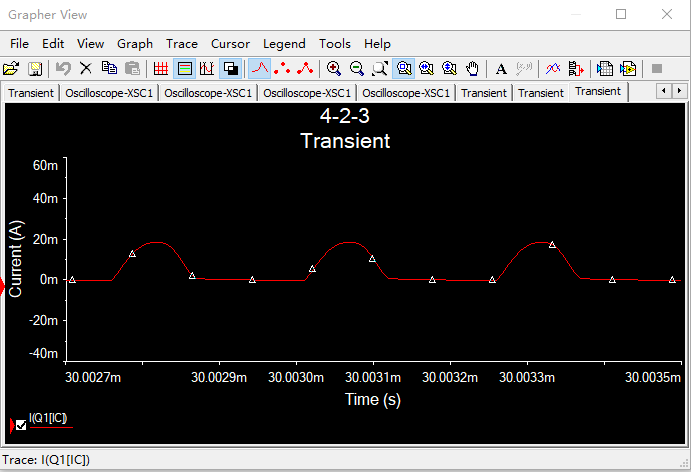 Grapher View
File Edit View Graph Trace Cursor Legend Tools Help
Transient Oscilloscope-XSC1 Oscilloscope-XSC1 Oscilloscope-XSC1 Oscilloscope-XSC1 Transient Transient Transient
4-2-3
Transient
60m
40m
20m
0m
-20m
-40m
Current (A)
30.0027m 30.0029m 30.0030m 30.0031m 30.0032m 30.0033m 30.0035m
Time (s)
I(Q1[IC])
Trace: I(Q1[IC])